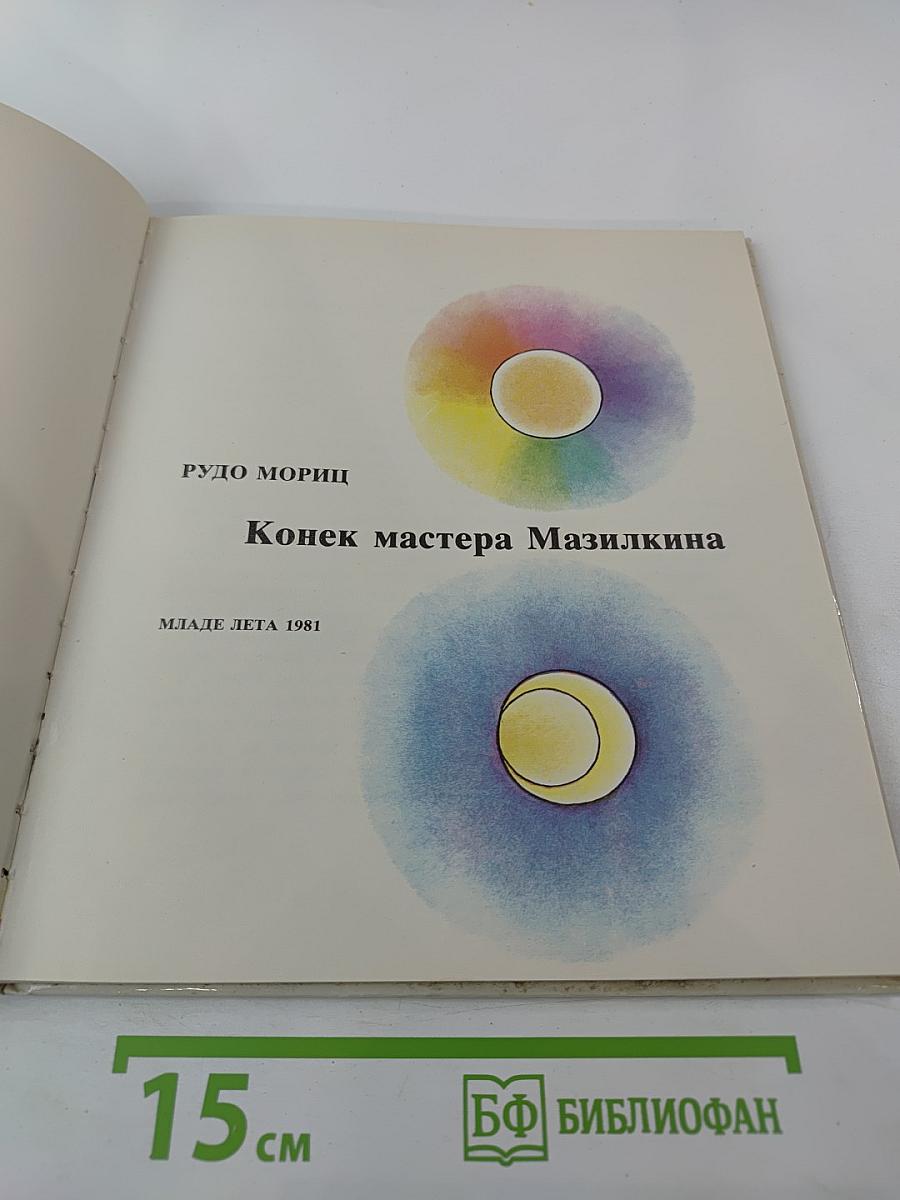 РУДО МОРИЦ
Конек мастера Мазилкина
МЛАДЕ ЛЕТА 1981
15 см
БФ БИБЛИОФАН